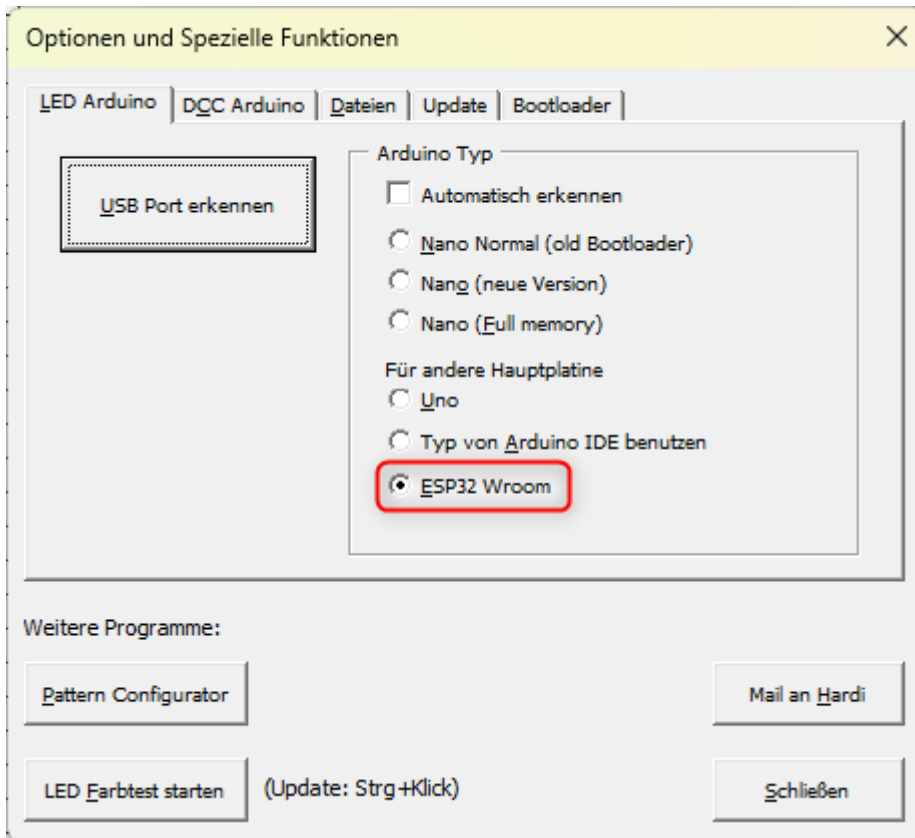 Optionen und Spezielle Funktionen
LED Arduino
DCC Arduino
Dateien
Update
Bootloader
USB Port erkennen
Arduino Typ
Automatisch erkennen
Nano Normal (old Bootloader)
Nano (neue Version)
Nano (Full memory)
Für andere Hauptplatine
Uno
Typ von Arduino IDE benutzen
ESP32 Wroom
Weitere Programme:
Pattern Configurator
Mail an Hardi
LED Farbtest starten
(Update: Strg+Klick)
Schließen